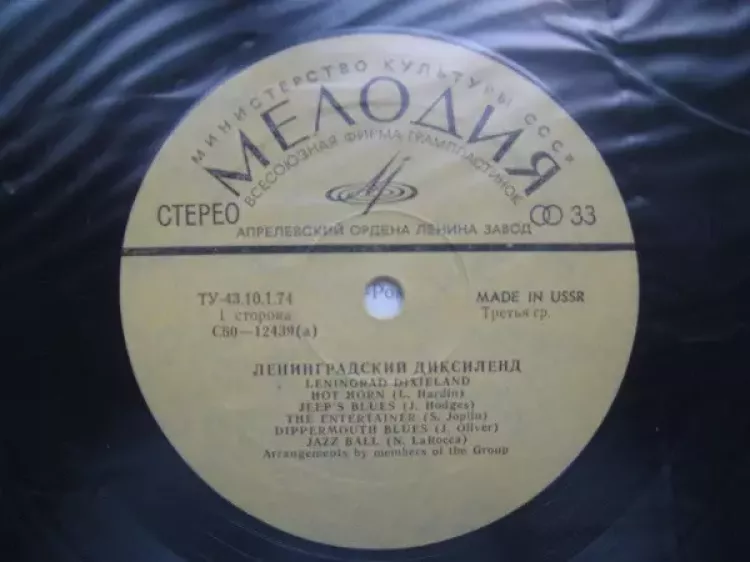 МИНИСТЕРСТВО КУЛЬТУРЫ СССР
МЕЛОДИЯ
ВСЕСОЮЗНАЯ ФИРМА ГРАМПЛАСТИНОК
СТЕРЕО
33
АПРЕЛЕВСКИЙ ОРДЕНА ЛЕНИНА ЗАВОД
ТУ-43.10.1.74
MADE IN USSR
1 сторона
Третья гр.
С60—12439(а)
ЛЕНИНГРАДСКИЙ ДИКСИЛЕНД
LENINGRAD DIXIELAND
HOT HORN (L. Hardin)
JEEP'S BLUES (J. Hodges)
THE ENTERTAINER (S. Joplin)
DIPPERMOUTH BLUES (J. Oliver)
JAZZ BALL (N. LaRocca)
Arrangements by members of the Group